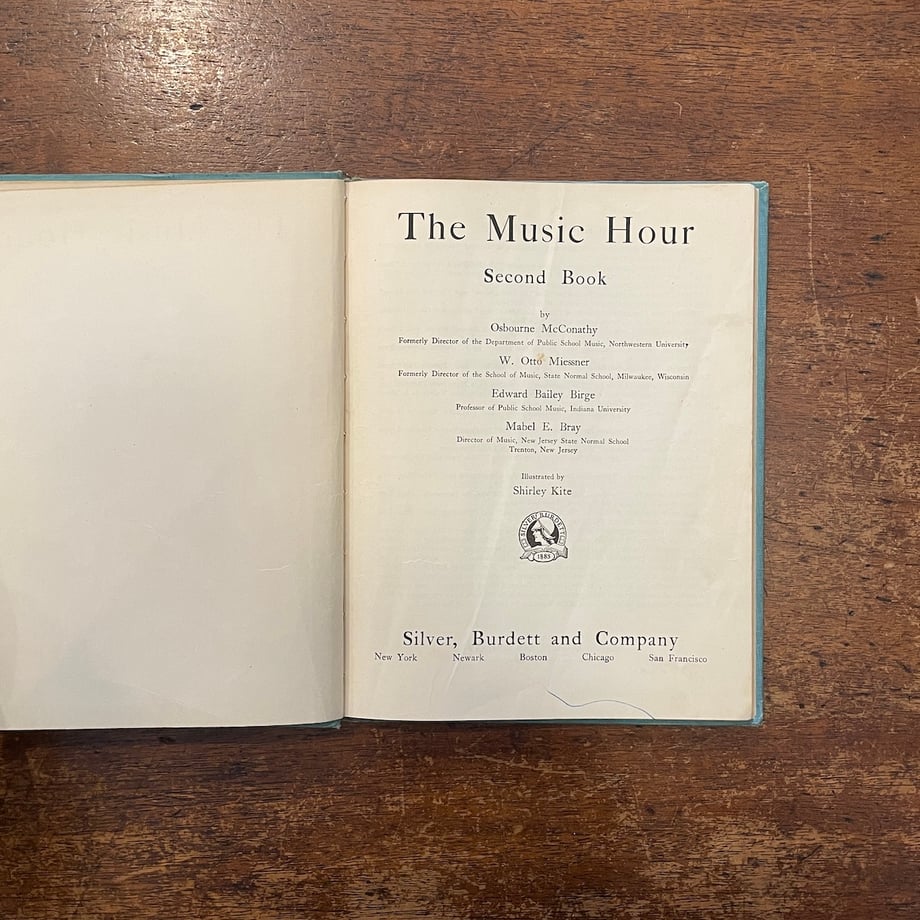 The Music Hour
Second Book
by
Osbourne McConathy
Formerly Director of the Department of Public School Music, Northwestern University
W. Otto Miessner
Formerly Director of the School of Music, State Normal School, Milwaukee, Wisconsin
Edward Bailey Birge
Professor of Public School Music, Indiana University
Mabel E. Bray
Director of Music, New Jersey State Normal School
Trenton, New Jersey
Illustrated by
Shirley Kite
SILVER BURDETT
1885
Silver, Burdett and Company
New York Newark Boston Chicago San Francisco